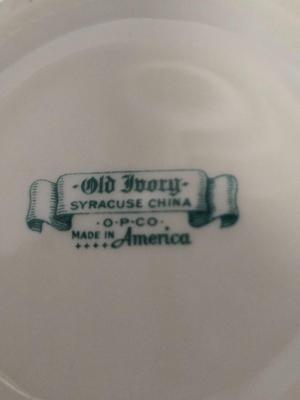 -Old Ivory-
SYRACUSE CHINA
·O·P·CO·
MADE IN America